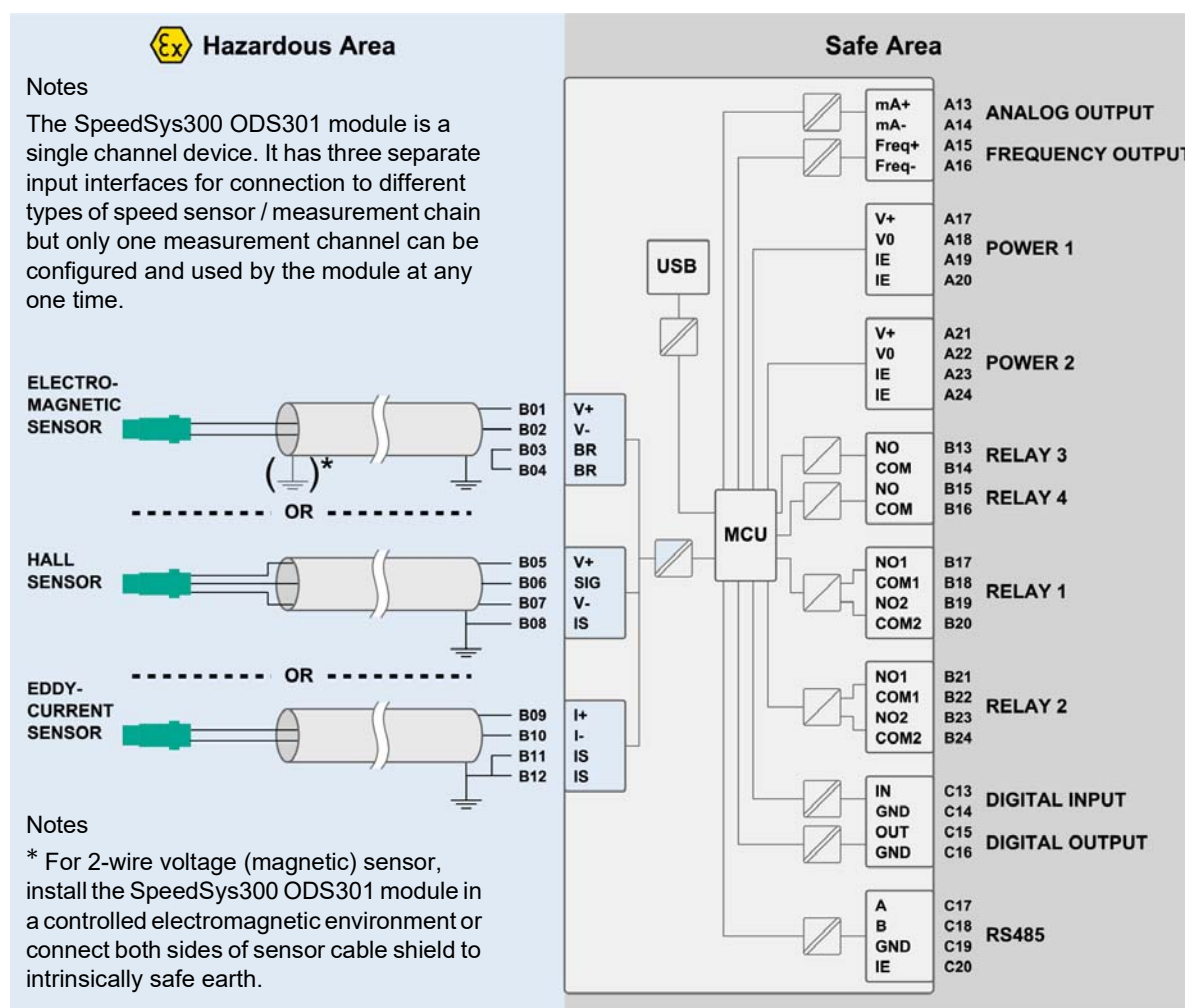 Ex Hazardous Area
Safe Area
Notes
The SpeedSys300 ODS301 module is a
single channel device. It has three separate
input interfaces for connection to different
types of speed sensor / measurement chain
but only one measurement channel can be
configured and used by the module at any
one time.
ELECTRO-
MAGNETIC
SENSOR
( )*
B01 V+
B02 V-
B03 BR
B04 BR
OR
HALL
SENSOR
B05 V+
B06 SIG
B07 V-
B08 IS
OR
EDDY-
CURRENT
SENSOR
B09 I+
B10 I-
B11 IS
B12 IS
Notes
* For 2-wire voltage (magnetic) sensor,
install the SpeedSys300 ODS301 module in
a controlled electromagnetic environment or
connect both sides of sensor cable shield to
intrinsically safe earth.
USB
MCU
mA+ A13
mA- A14
ANALOG OUTPUT
Freq+ A15
Freq- A16
FREQUENCY OUTPUT
V+ A17
V0 A18
IE A19
IE A20
POWER 1
V+ A21
V0 A22
IE A23
IE A24
POWER 2
NO B13
COM B14
RELAY 3
NO B15
COM B16
RELAY 4
NO1 B17
COM1 B18
NO2 B19
COM2 B20
RELAY 1
NO1 B21
COM1 B22
NO2 B23
COM2 B24
RELAY 2
IN C13
GND C14
DIGITAL INPUT
OUT C15
GND C16
DIGITAL OUTPUT
A C17
B C18
GND C19
IE C20
RS485